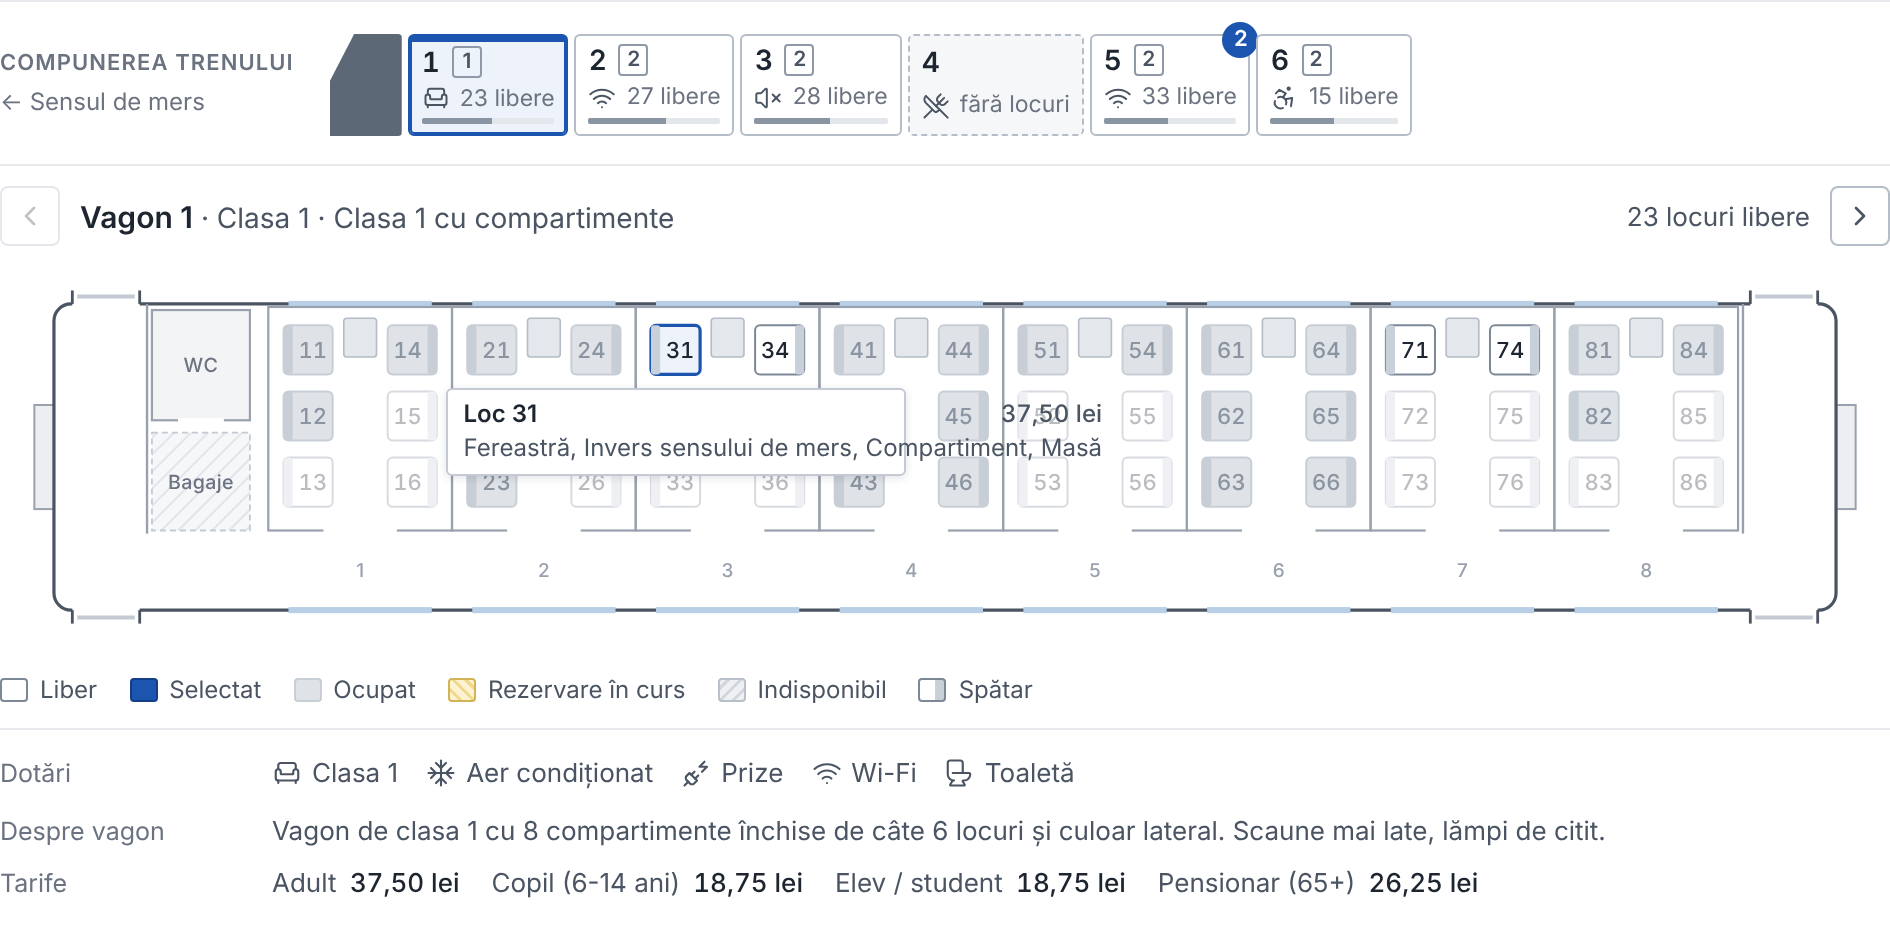 COMPUNEREA TRENULUI
← Sensul de mers
1 1
23 libere
2 2
27 libere
3 2
28 libere
4
fără locuri
5 2
33 libere
2
6 2
15 libere
Vagon 1 · Clasa 1 · Clasa 1 cu compartimente
23 locuri libere
WC
Bagaje
11 14 21 24 31 34 41 44 51 54 61 64 71 74 81 84
12 15 45 52 55 62 65 72 75 82 85
Loc 31 37,50 lei
Fereastră, Invers sensului de mers, Compartiment, Masă
13 16 23 26 33 36 43 46 53 56 63 66 73 76 83 86
1 2 3 4 5 6 7 8
Liber Selectat Ocupat Rezervare în curs Indisponibil Spătar
Dotări Clasa 1 Aer condiționat Prize Wi-Fi Toaletă
Despre vagon Vagon de clasa 1 cu 8 compartimente închise de câte 6 locuri și culoar lateral. Scaune mai late, lămpi de citit.
Tarife Adult 37,50 lei Copil (6-14 ani) 18,75 lei Elev / student 18,75 lei Pensionar (65+) 26,25 lei